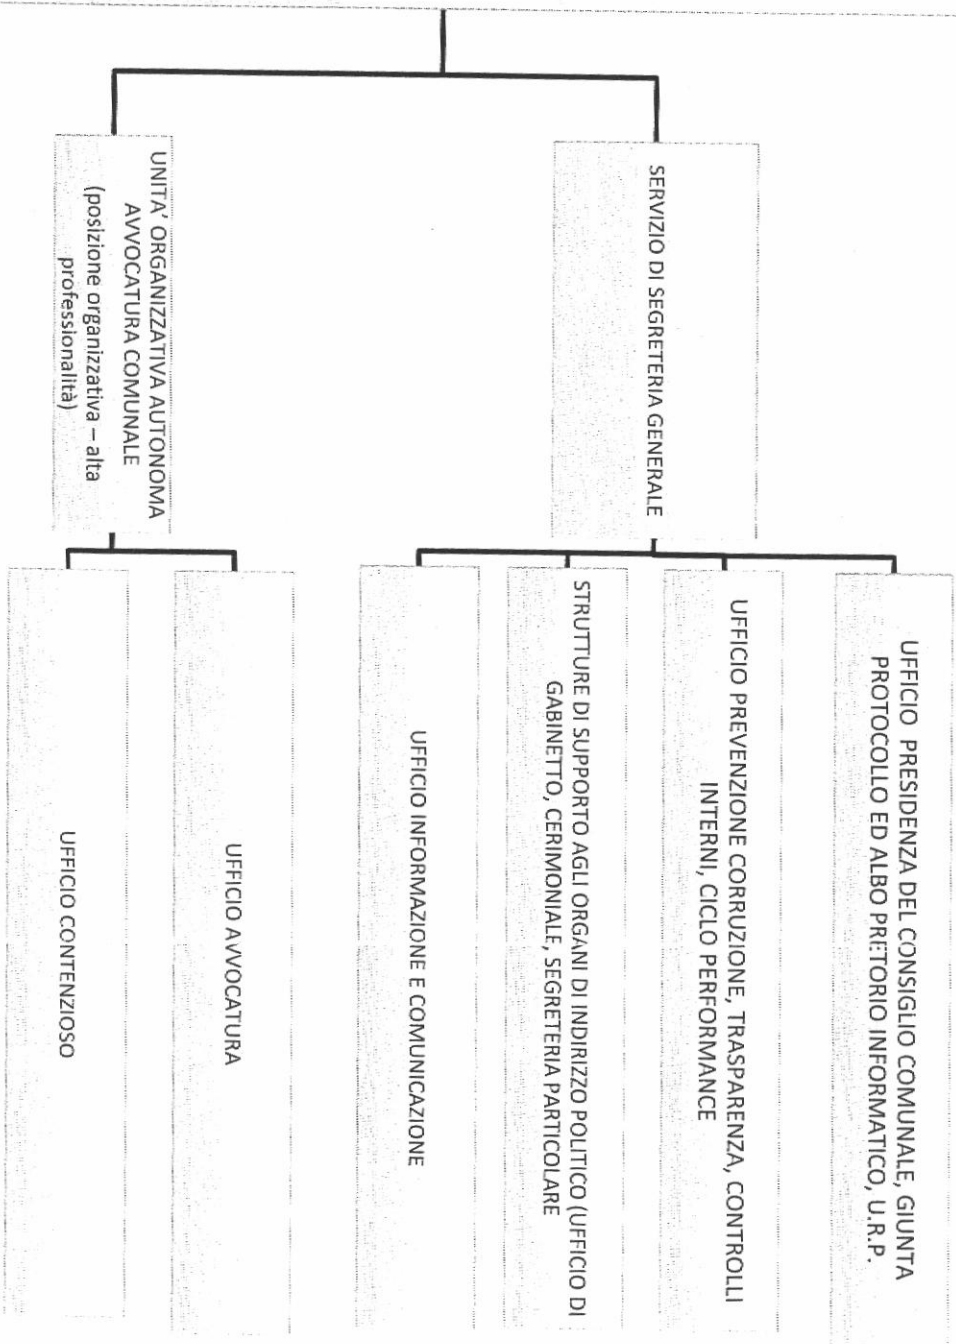 SERVIZIO DI SEGRETERIA GENERALE
UFFICIO PRESIDENZA DEL CONSIGLIO COMUNALE, GIUNTA
PROTOCOLLO ED ALBO PRETORIO INFORMATICO, U.R.P.
UFFICIO PREVENZIONE CORRUZIONE, TRASPARENZA, CONTROLLI
INTERNI, CICLO PERFORMANCE
STRUTTURE DI SUPPORTO AGLI ORGANI DI INDIRIZZO POLITICO (UFFICIO DI
GABINETTO, CERIMONIALE, SEGRETERIA PARTICOLARE
UFFICIO INFORMAZIONE E COMUNICAZIONE
UNITA' ORGANIZZATIVA AUTONOMA
AVVOCATURA COMUNALE
(posizione organizzativa – alta
professionalità)
UFFICIO AVVOCATURA
UFFICIO CONTENZIOSO